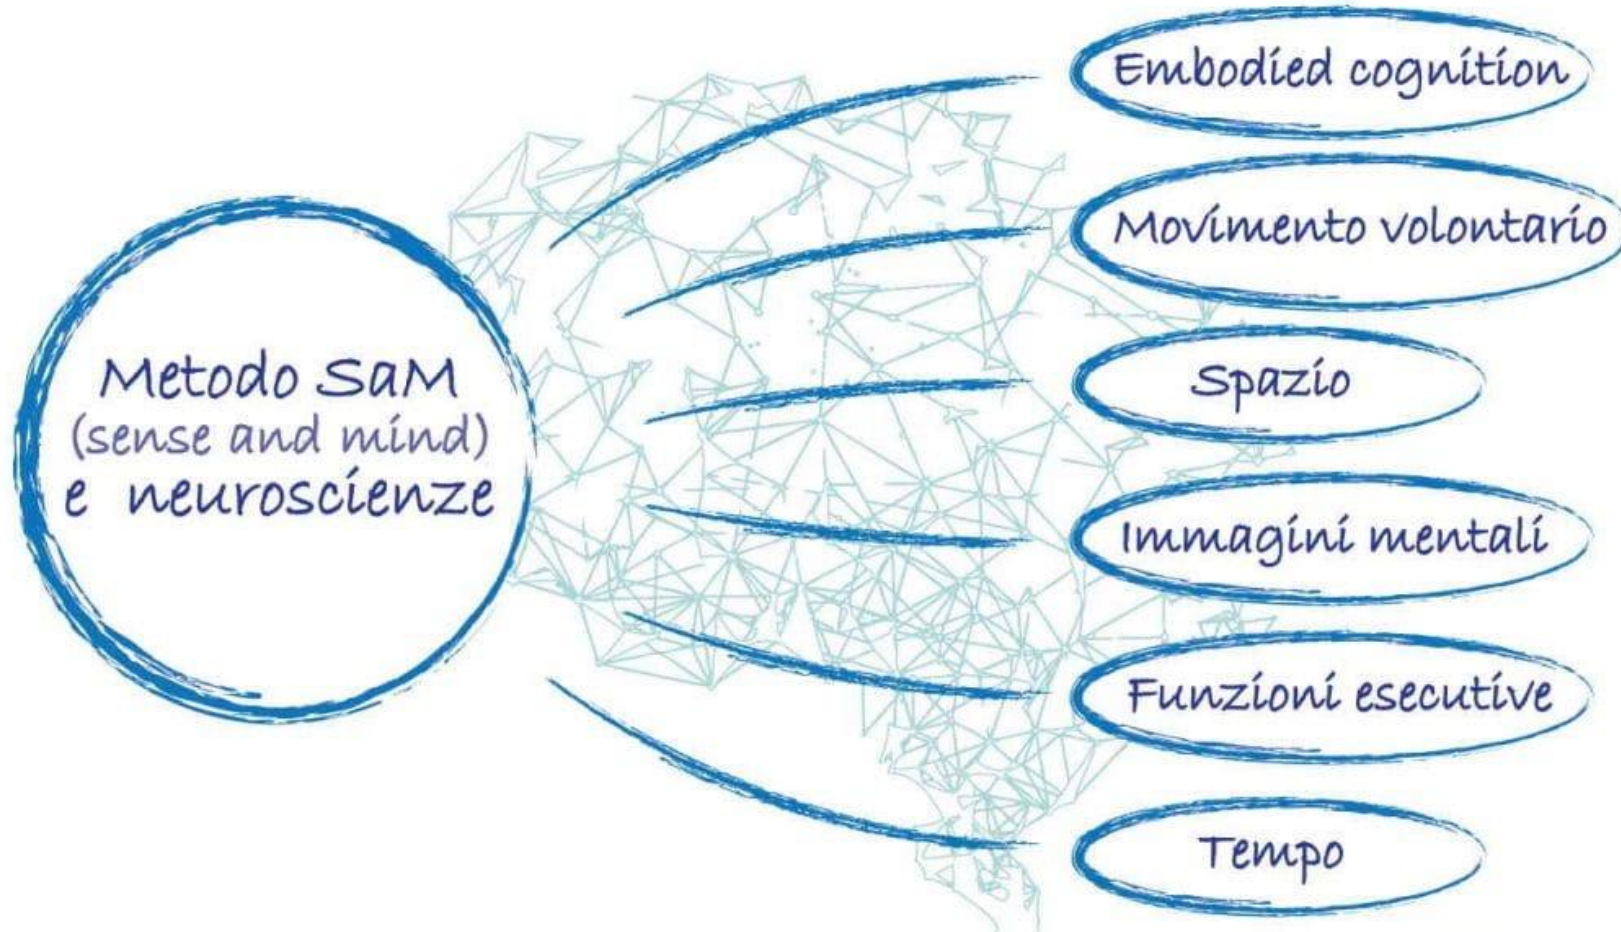 Metodo SaM
(sense and mind)
e neuroscienze
Embodied cognition
Movimento volontario
Spazio
Immagini mentali
Funzioni esecutive
Tempo